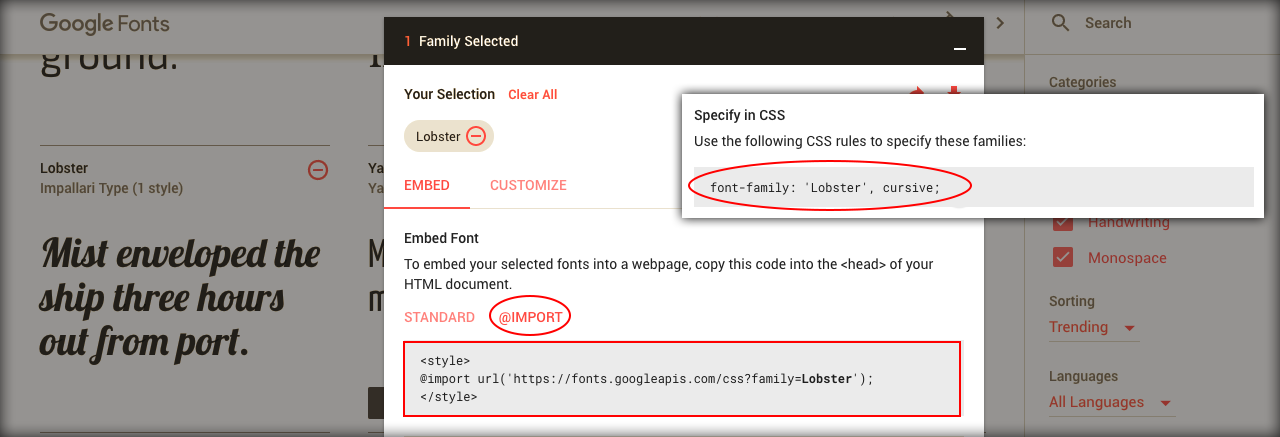 Google Fonts
1 Family Selected
Search
ground.
Categories
Your Selection Clear All
Specify in CSS
Use the following CSS rules to specify these families:
Lobster
Lobster
Impallari Type (1 style)
Ya
Ya
font-family: 'Lobster', cursive;
EMBED CUSTOMIZE
Handwriting
Monospace
Embed Font
To embed your selected fonts into a webpage, copy this code into the <head> of your
HTML document.
Mist enveloped the
ship three hours
out from port.
M
m
STANDARD @IMPORT
Sorting
Trending
<style>
@import url('https://fonts.googleapis.com/css?family=Lobster');
</style>
Languages
All Languages